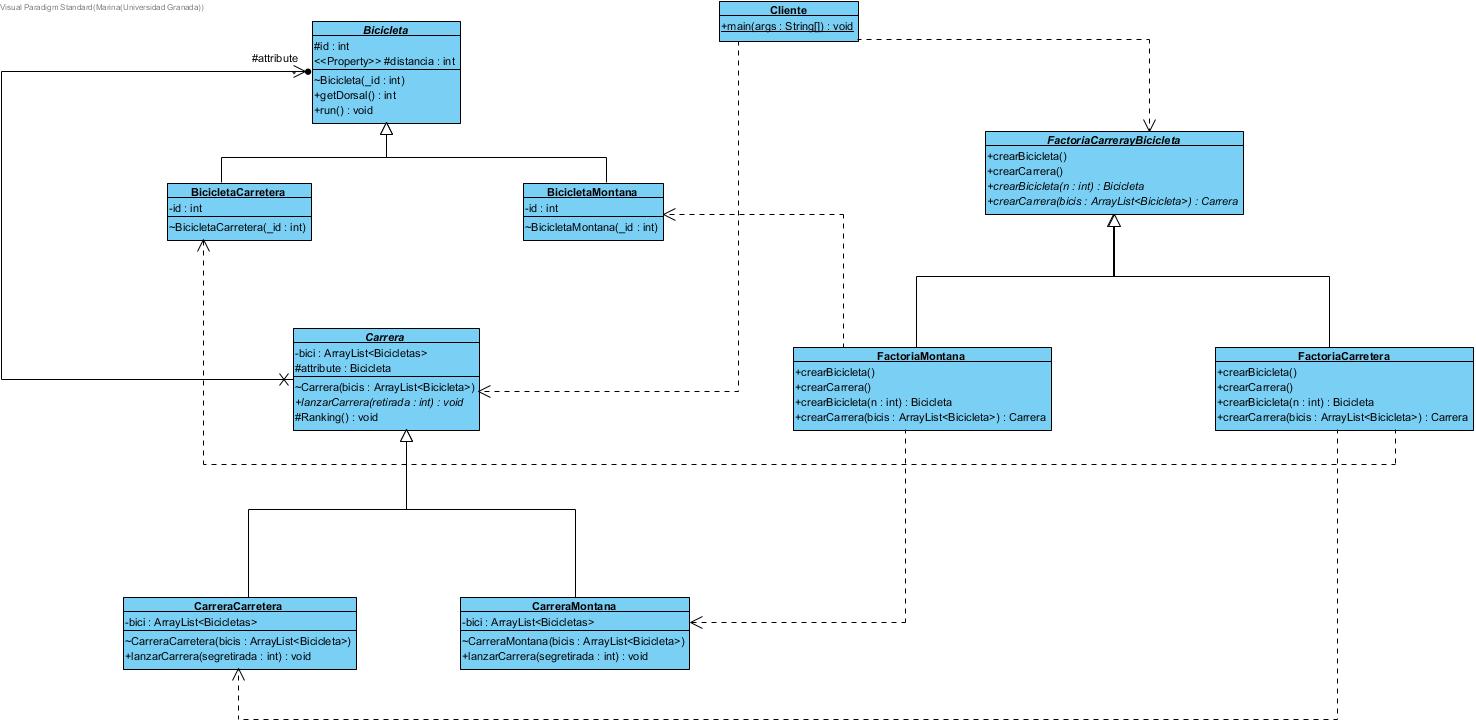 Visual Paradigm Standard(Marina(Universidad Granada))
Cliente
+main(args : String[]) : void
Bicicleta
#id : int
<<Property>> #distancia : int
~Bicicleta(_id : int)
+getDorsal() : int
+run() : void
#attribute
FactoriaCarrerayBicicleta
+crearBicicleta()
+crearCarrera()
+crearBicicleta(n : int) : Bicicleta
+crearCarrera(bicis : ArrayList<Bicicleta>) : Carrera
BicicletaCarretera
-id : int
~BicicletaCarretera(_id : int)
BicicletaMontana
-id : int
~BicicletaMontana(_id : int)
Carrera
-bici : ArrayList<Bicicletas>
#attribute : Bicicleta
~Carrera(bicis : ArrayList<Bicicleta>)
+lanzarCarrera(retirada : int) : void
#Ranking() : void
FactoriaMontana
+crearBicicleta()
+crearCarrera()
+crearBicicleta(n : int) : Bicicleta
+crearCarrera(bicis : ArrayList<Bicicleta>) : Carrera
FactoriaCarretera
+crearBicicleta()
+crearCarrera()
+crearBicicleta(n : int) : Bicicleta
+crearCarrera(bicis : ArrayList<Bicicleta>) : Carrera
CarreraCarretera
-bici : ArrayList<Bicicletas>
~CarreraCarretera(bicis : ArrayList<Bicicleta>)
+lanzarCarrera(segretirada : int) : void
CarreraMontana
-bici : ArrayList<Bicicletas>
~CarreraMontana(bicis : ArrayList<Bicicleta>)
+lanzarCarrera(segretirada : int) : void